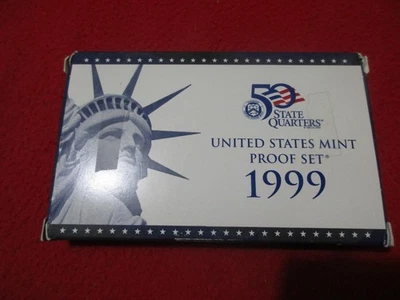 50
STATE
QUARTERS
UNITED STATES MINT
PROOF SET®
1999